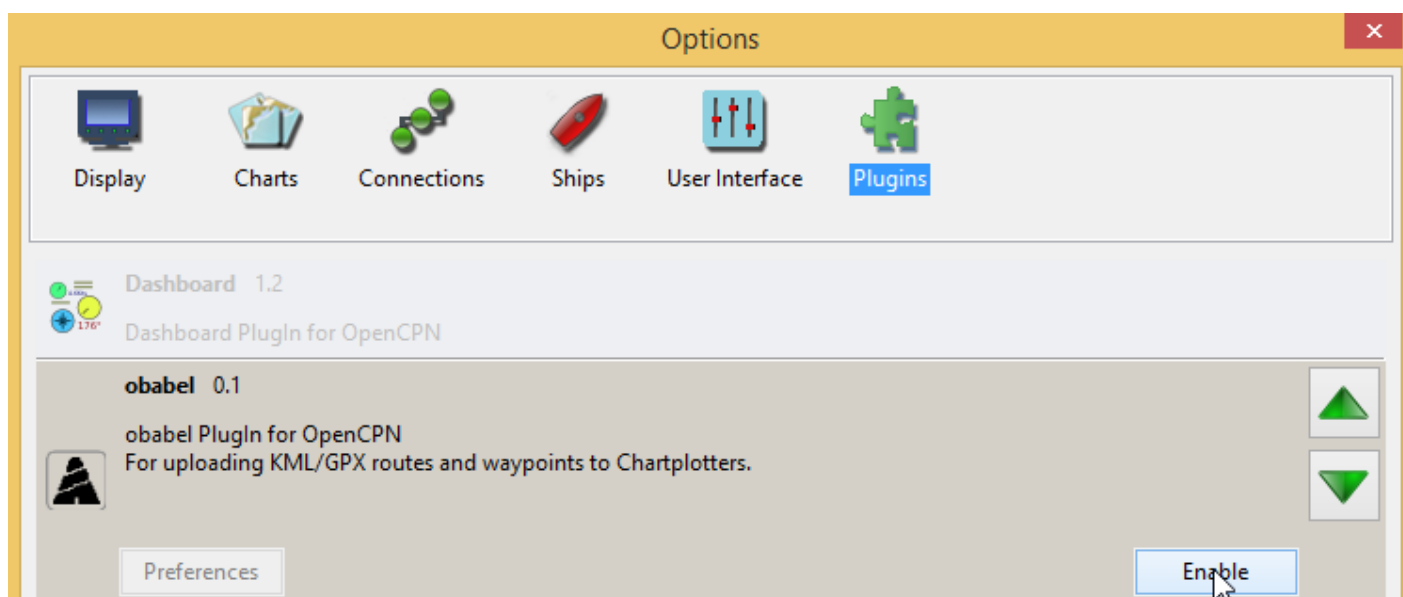 Options
Display Charts Connections Ships User Interface Plugins
Dashboard 1.2
176°
Dashboard PlugIn for OpenCPN
obabel 0.1
obabel PlugIn for OpenCPN
For uploading KML/GPX routes and waypoints to Chartplotters.
Preferences Enable